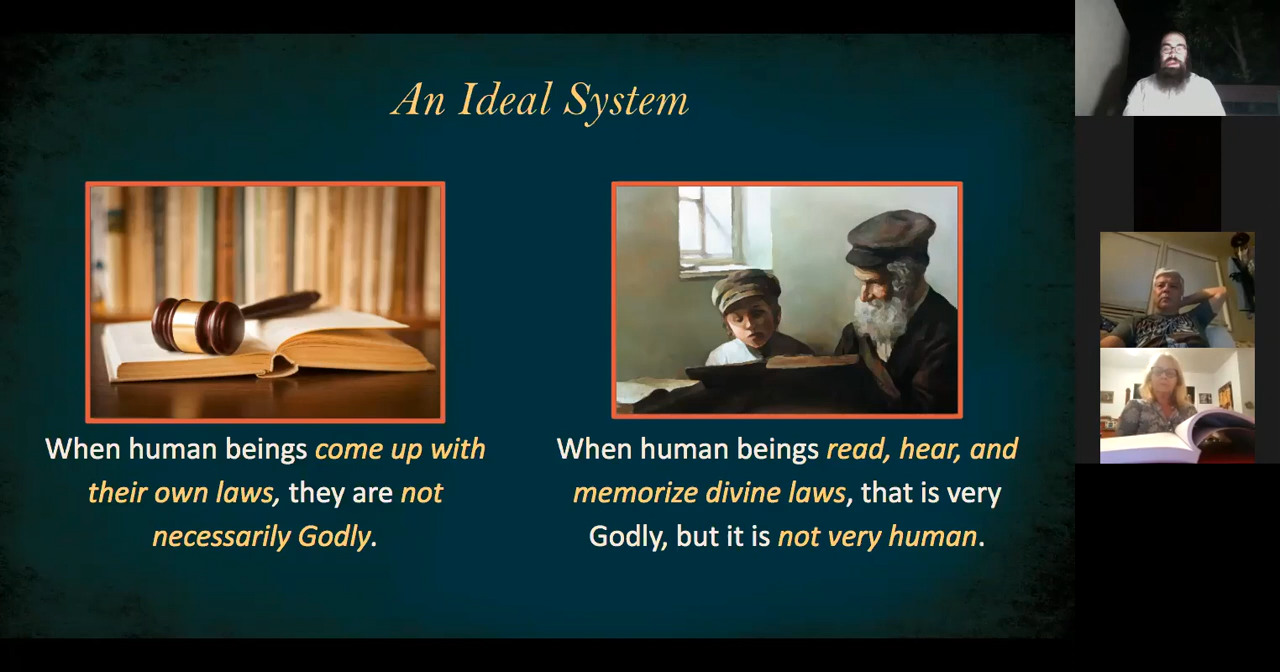 An Ideal System
When human beings come up with
their own laws, they are not
necessarily Godly.
When human beings read, hear, and
memorize divine laws, that is very
Godly, but it is not very human.